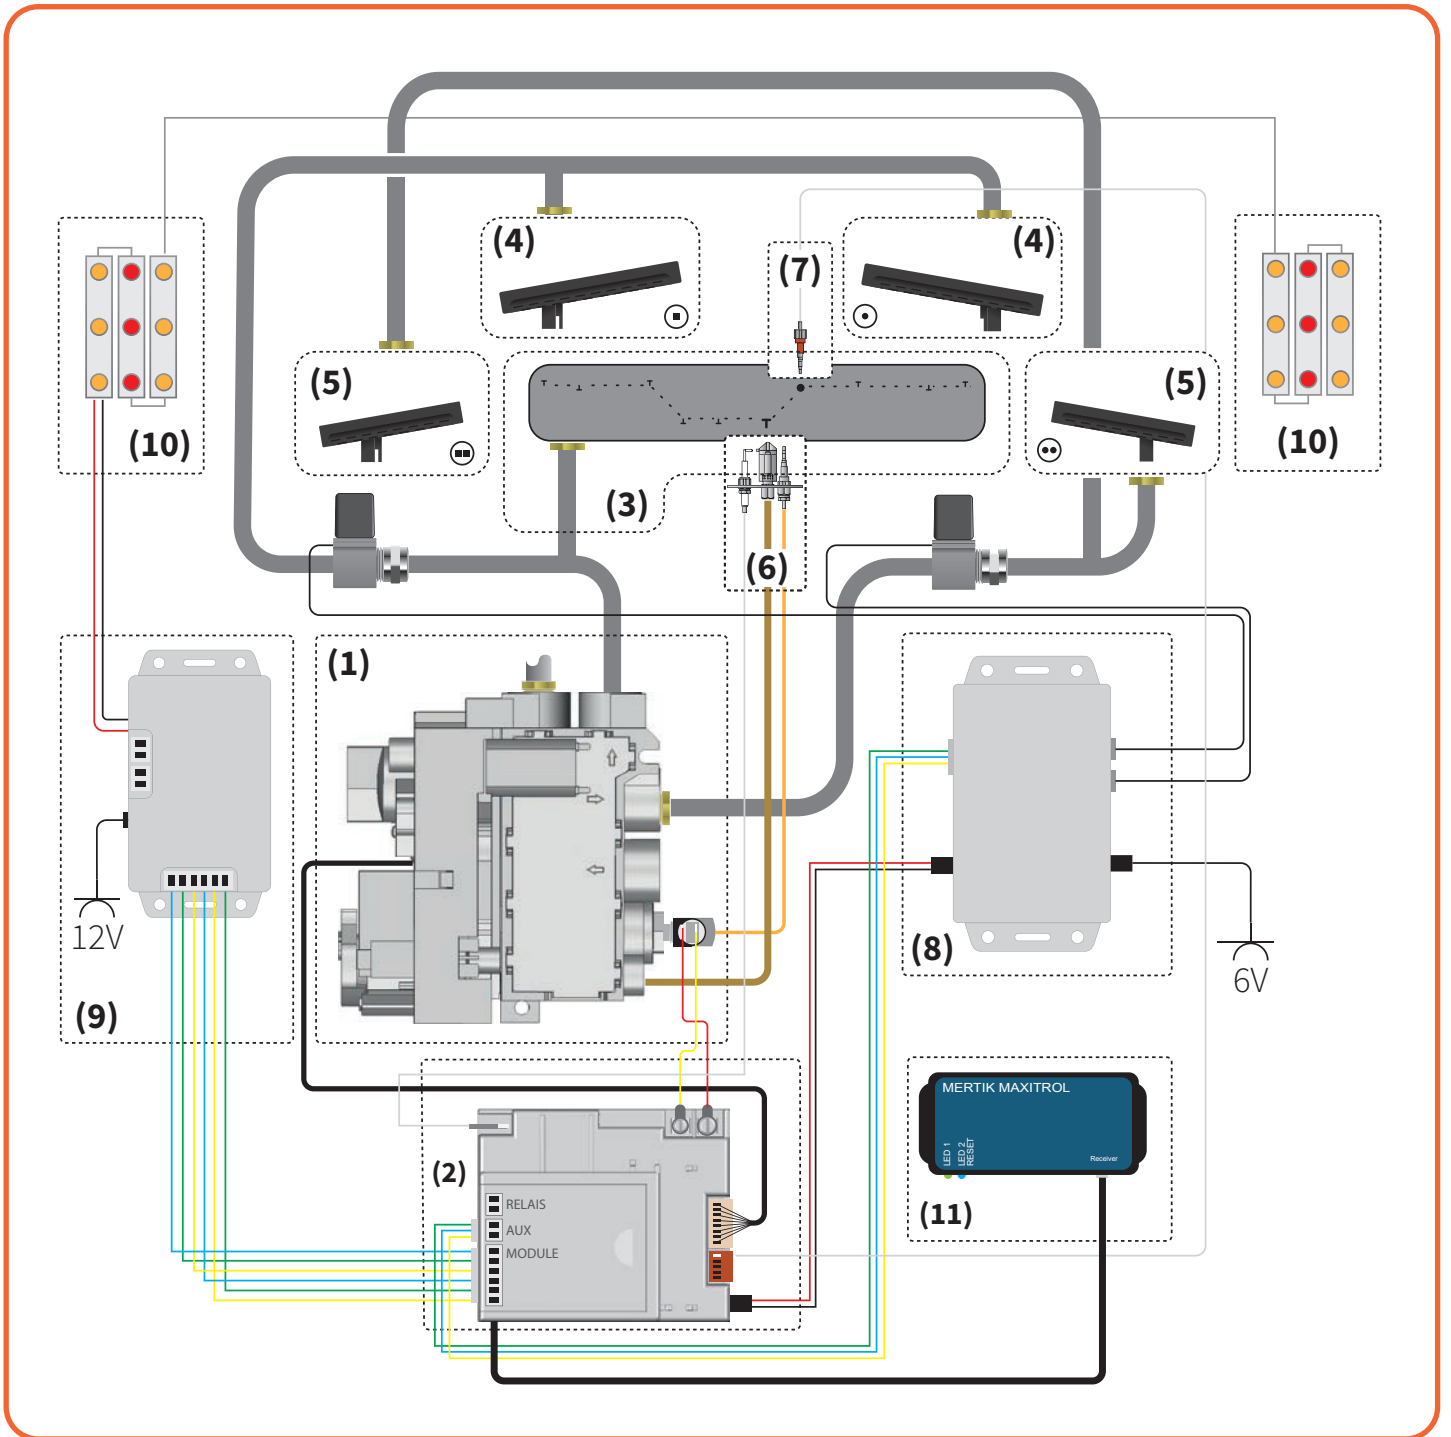 (4)
(4)
(7)
(5)
(5)
(10)
(10)
(3)
(6)
(1)
12V
(9)
(8)
6V
MERTIK MAXITROL
LED 1
LED 2
RESET
Receiver
(11)
(2)
RELAIS
AUX
MODULE